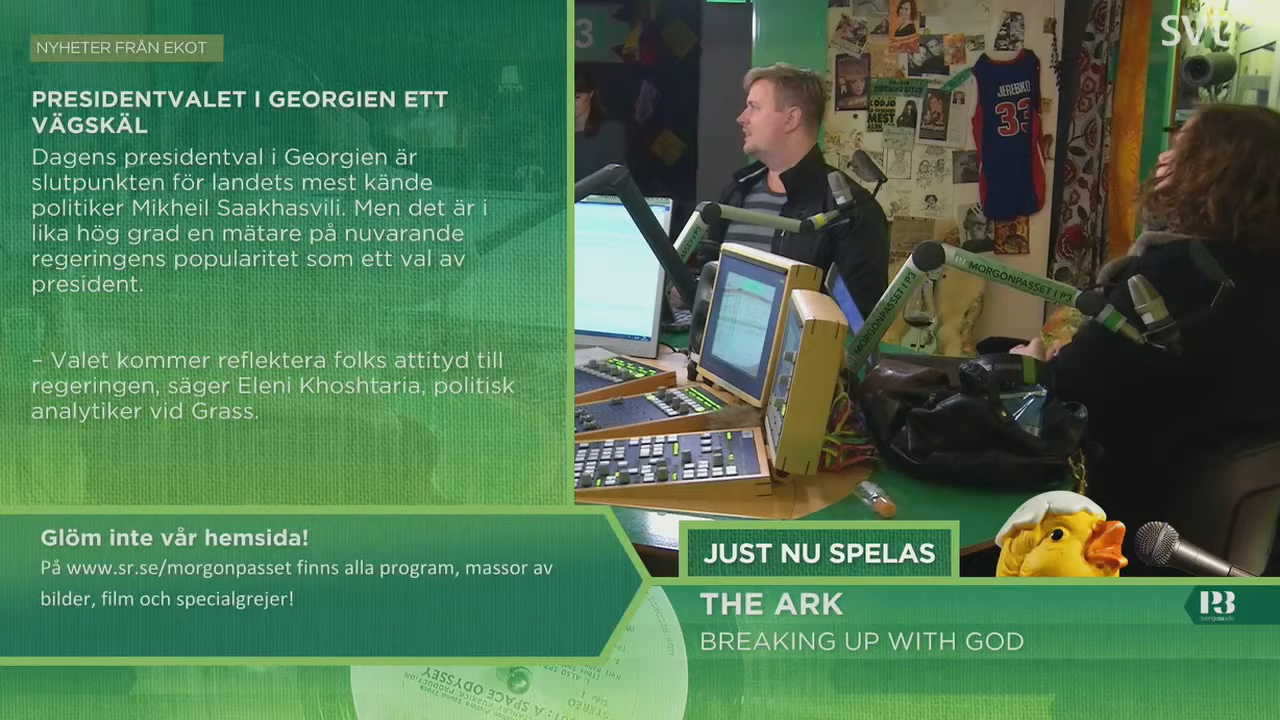 NYHETER FRÅN EKOT
PRESIDENTVALET I GEORGIEN ETT
VÄGSKÄL
Dagens presidentval i Georgien är
slutpunkten för landets mest kände
politiker Mikheil Saakhasvili. Men det är i
lika hög grad en mätare på nuvarande
regeringens popularitet som ett val av
president.
– Valet kommer reflektera folks attityd till
regeringen, säger Eleni Khoshtaria, politisk
analytiker vid Grass.
svt
3
JEREBKO
33
MORGONPASSET I P3
MORGONPASSET I P3
Glöm inte vår hemsida!
På www.sr.se/morgonpasset finns alla program, massor av
bilder, film och specialgrejer!
JUST NU SPELAS
THE ARK
BREAKING UP WITH GOD
P3
STEREO
A SPACE ODYSSEY